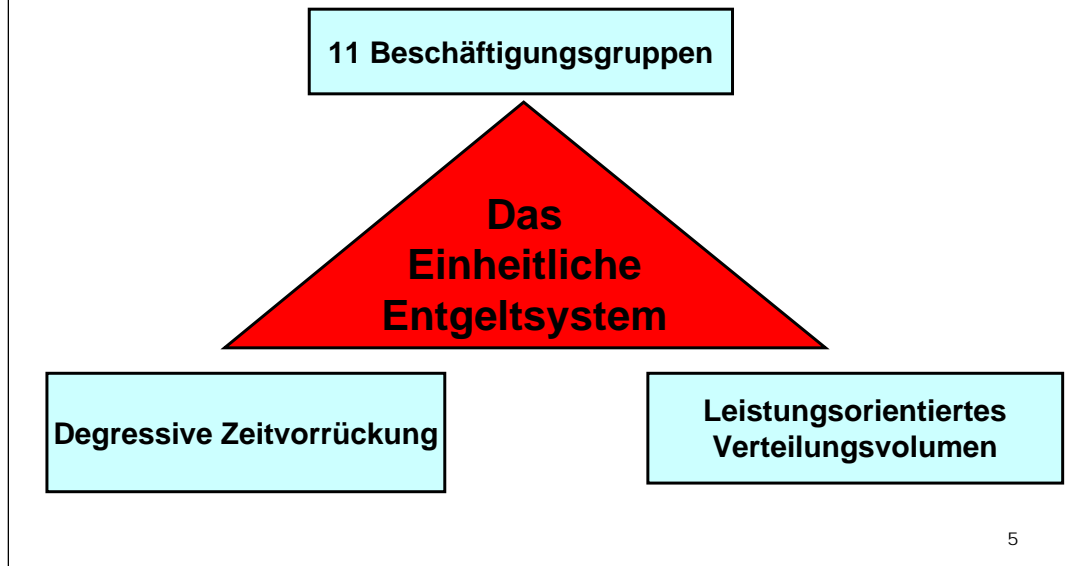 11 Beschäftigungsgruppen
Das
Einheitliche
Entgeltsystem
Degressive Zeitvorrückung
Leistungsorientiertes
Verteilungsvolumen
5